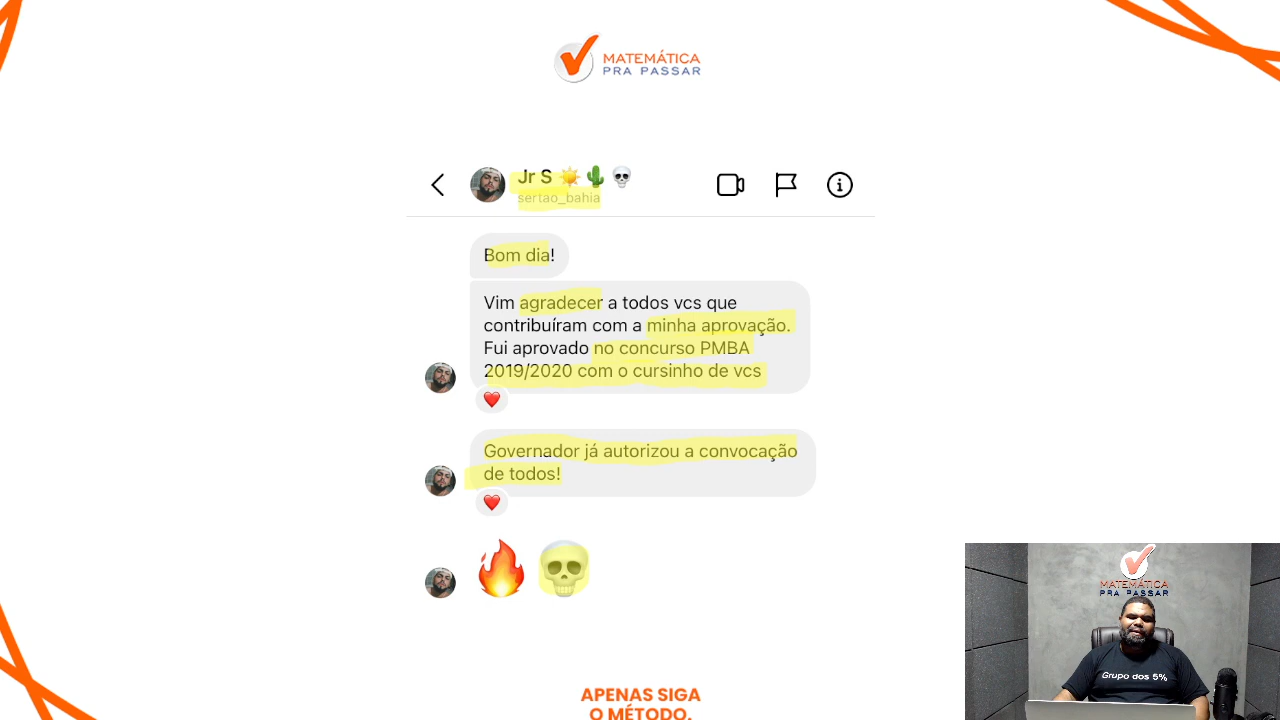 MATEMÁTICA
PRA PASSAR
Jr S
sertao_bahia
Bom dia!
Vim agradecer a todos vcs que
contribuíram com a minha aprovação.
Fui aprovado no concurso PMBA
2019/2020 com o cursinho de vcs
Governador já autorizou a convocação
de todos!
MATEMÁTICA
PRA PASSAR
Grupo dos 5%
APENAS SIGA
O MÉTODO.